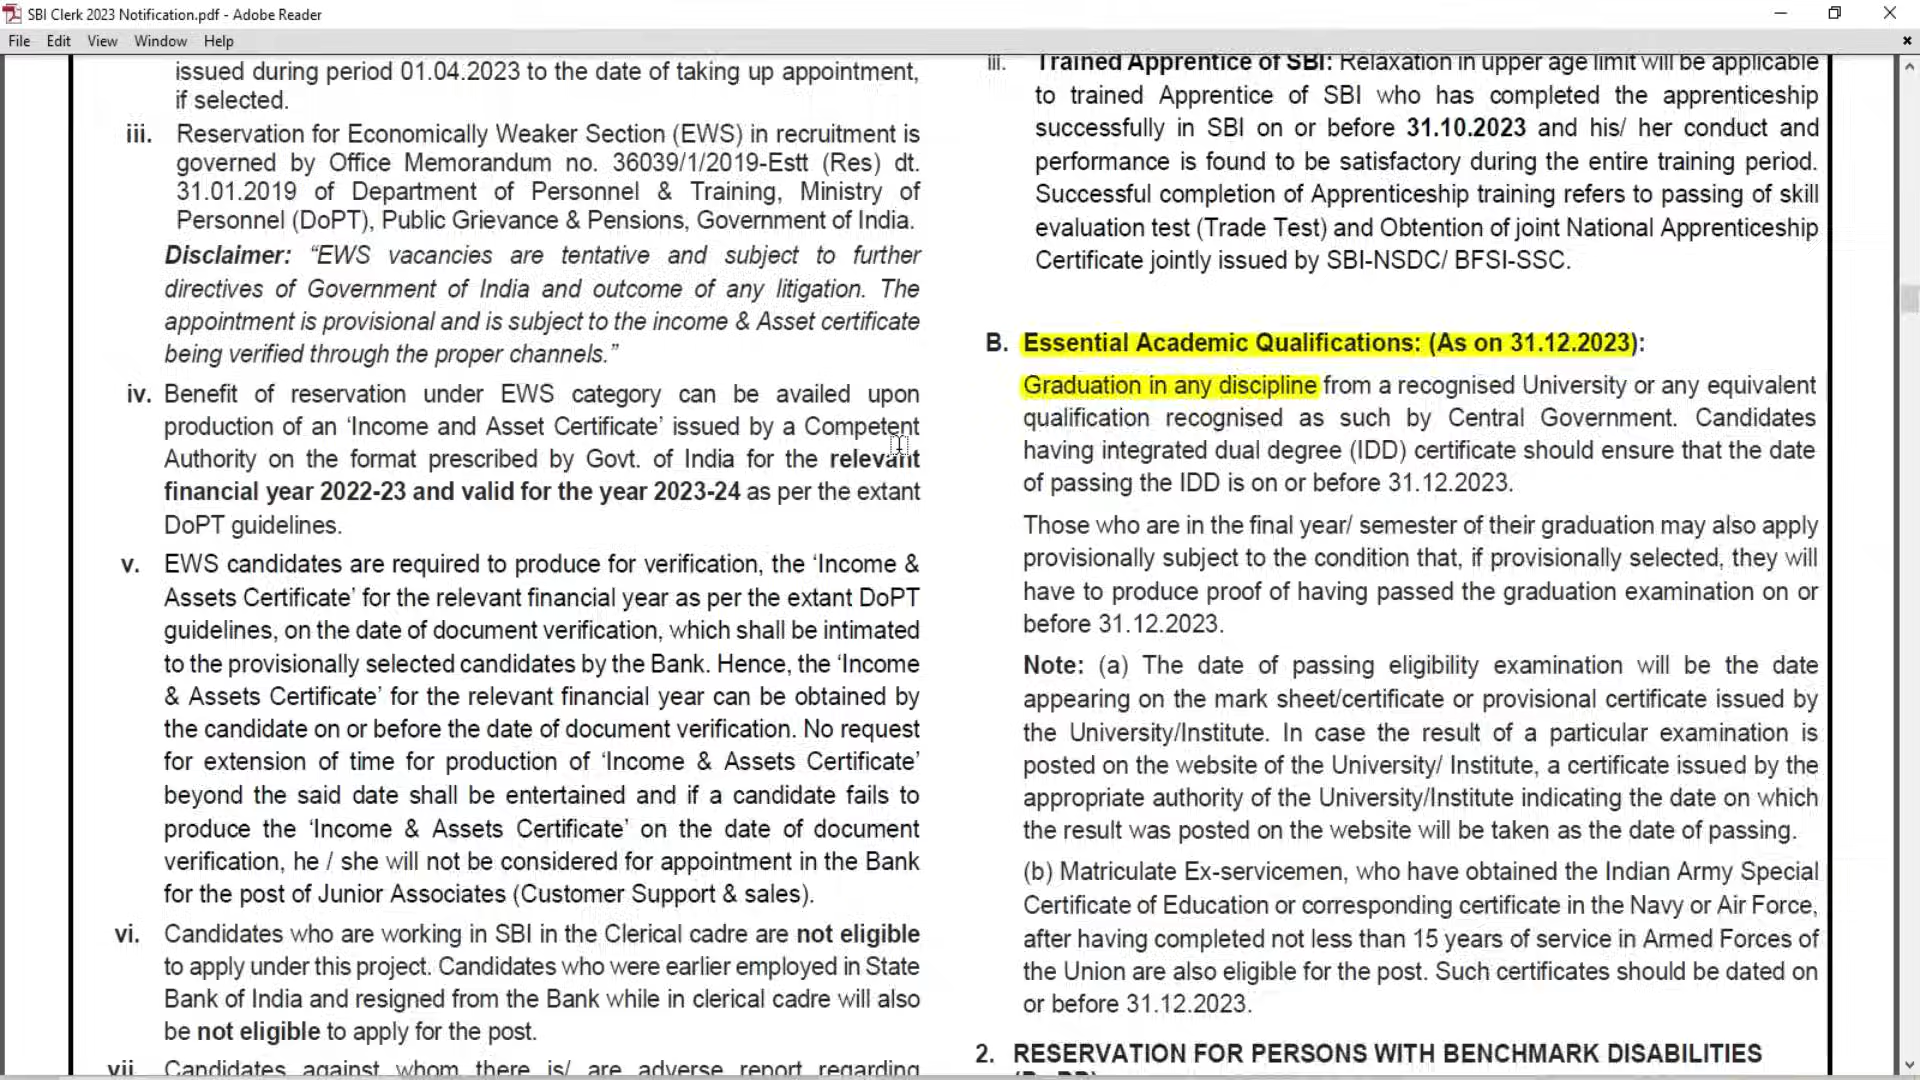 SBI Clerk 2023 Notification.pdf - Adobe Reader
File Edit View Window Help
issued during period 01.04.2023 to the date of taking up appointment,
if selected.
iii. Reservation for Economically Weaker Section (EWS) in recruitment is
governed by Office Memorandum no. 36039/1/2019-Estt (Res) dt.
31.01.2019 of Department of Personnel & Training, Ministry of
Personnel (DoPT), Public Grievance & Pensions, Government of India.
Disclaimer: “EWS vacancies are tentative and subject to further
directives of Government of India and outcome of any litigation. The
appointment is provisional and is subject to the income & Asset certificate
being verified through the proper channels.”
iv. Benefit of reservation under EWS category can be availed upon
production of an ‘Income and Asset Certificate’ issued by a Competent
Authority on the format prescribed by Govt. of India for the relevant
financial year 2022-23 and valid for the year 2023-24 as per the extant
DoPT guidelines.
v. EWS candidates are required to produce for verification, the ‘Income &
Assets Certificate’ for the relevant financial year as per the extant DoPT
guidelines, on the date of document verification, which shall be intimated
to the provisionally selected candidates by the Bank. Hence, the ‘Income
& Assets Certificate’ for the relevant financial year can be obtained by
the candidate on or before the date of document verification. No request
for extension of time for production of ‘Income & Assets Certificate’
beyond the said date shall be entertained and if a candidate fails to
produce the ‘Income & Assets Certificate’ on the date of document
verification, he / she will not be considered for appointment in the Bank
for the post of Junior Associates (Customer Support & sales).
vi. Candidates who are working in SBI in the Clerical cadre are not eligible
to apply under this project. Candidates who were earlier employed in State
Bank of India and resigned from the Bank while in clerical cadre will also
be not eligible to apply for the post.
vii Candidates against whom there is/ are adverse report regarding
iii. Trained Apprentice of SBI: Relaxation in upper age limit will be applicable
to trained Apprentice of SBI who has completed the apprenticeship
successfully in SBI on or before 31.10.2023 and his/ her conduct and
performance is found to be satisfactory during the entire training period.
Successful completion of Apprenticeship training refers to passing of skill
evaluation test (Trade Test) and Obtention of joint National Apprenticeship
Certificate jointly issued by SBI-NSDC/ BFSI-SSC.
B. Essential Academic Qualifications: (As on 31.12.2023):
Graduation in any discipline from a recognised University or any equivalent
qualification recognised as such by Central Government. Candidates
having integrated dual degree (IDD) certificate should ensure that the date
of passing the IDD is on or before 31.12.2023.
Those who are in the final year/ semester of their graduation may also apply
provisionally subject to the condition that, if provisionally selected, they will
have to produce proof of having passed the graduation examination on or
before 31.12.2023.
Note: (a) The date of passing eligibility examination will be the date
appearing on the mark sheet/certificate or provisional certificate issued by
the University/Institute. In case the result of a particular examination is
posted on the website of the University/ Institute, a certificate issued by the
appropriate authority of the University/Institute indicating the date on which
the result was posted on the website will be taken as the date of passing.
(b) Matriculate Ex-servicemen, who have obtained the Indian Army Special
Certificate of Education or corresponding certificate in the Navy or Air Force,
after having completed not less than 15 years of service in Armed Forces of
the Union are also eligible for the post. Such certificates should be dated on
or before 31.12.2023.
2. RESERVATION FOR PERSONS WITH BENCHMARK DISABILITIES